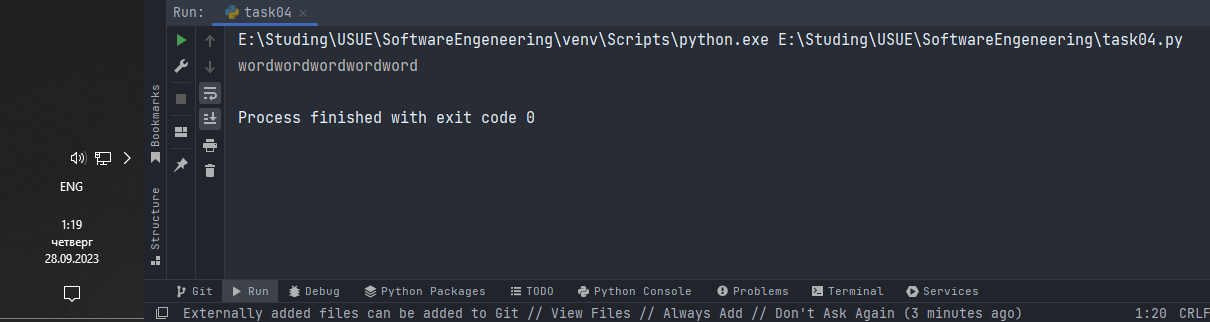 Run: task04
E:\Studing\USUE\SoftwareEngeneering\venv\Scripts\python.exe E:\Studing\USUE\SoftwareEngeneering\task04.py
wordwordwordwordword
Process finished with exit code 0
Bookmarks
Structure
ENG
1:19
четверг
28.09.2023
Git Run Debug Python Packages TODO Python Console Problems Terminal Services
Externally added files can be added to Git // View Files // Always Add // Don't Ask Again (3 minutes ago) 1:20 CRLF